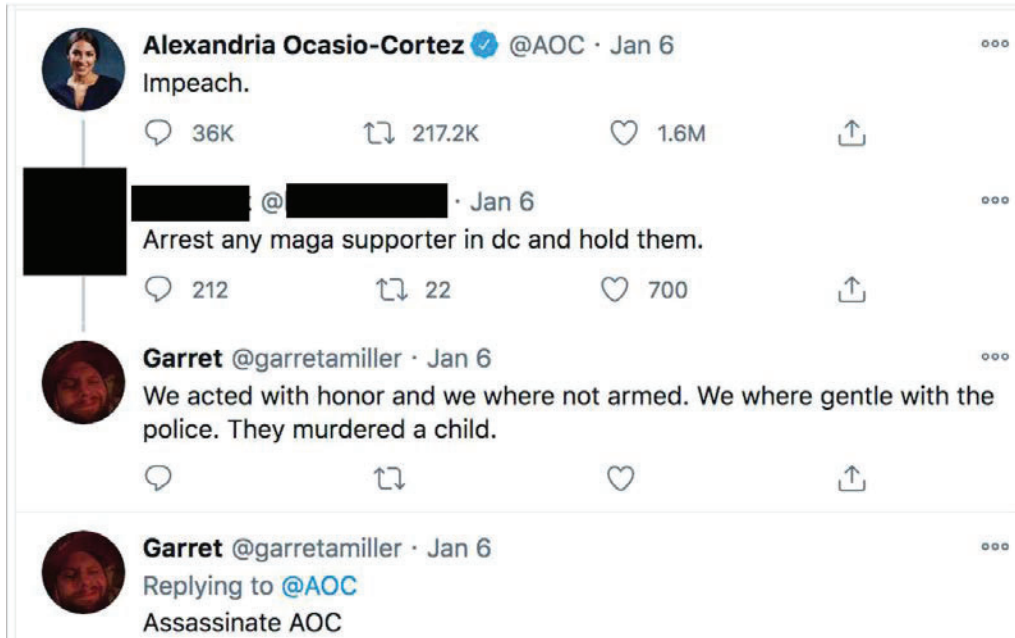 Alexandria Ocasio-Cortez @AOC · Jan 6
Impeach.
36K 217.2K 1.6M
@ · Jan 6
Arrest any maga supporter in dc and hold them.
212 22 700
Garret @garretamiller · Jan 6
We acted with honor and we where not armed. We where gentle with the
police. They murdered a child.
Garret @garretamiller · Jan 6
Replying to @AOC
Assassinate AOC